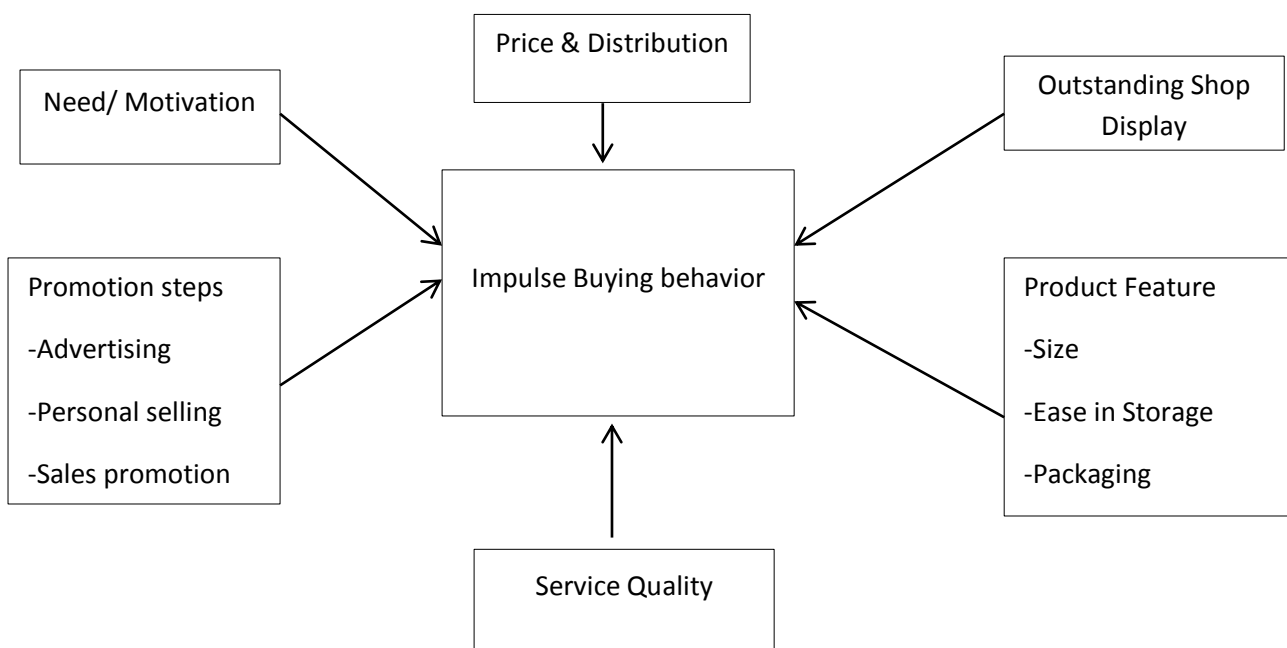 Price & Distribution
Need/ Motivation
Outstanding Shop
Display
Impulse Buying behavior
Promotion steps
-Advertising
-Personal selling
-Sales promotion
Product Feature
-Size
-Ease in Storage
-Packaging
Service Quality